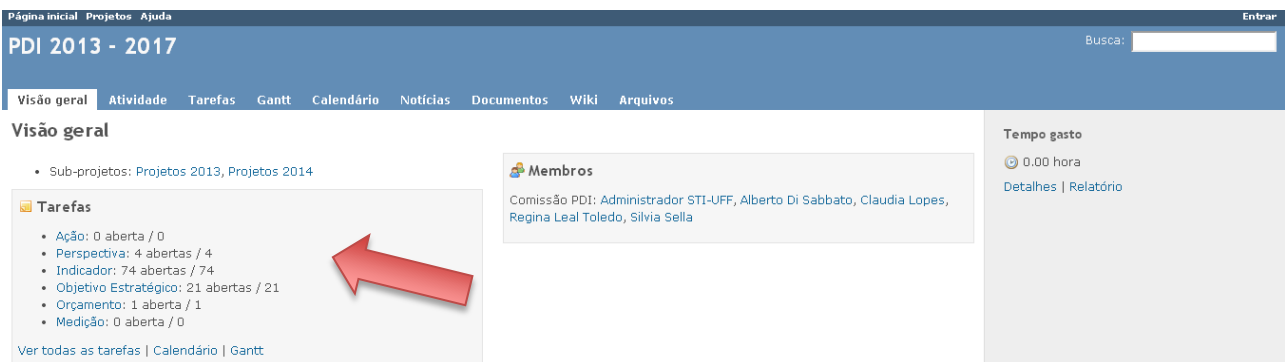 Página inicial Projetos Ajuda
Entrar
PDI 2013 - 2017
Busca:
Visão geral Atividade Tarefas Gantt Calendário Notícias Documentos Wiki Arquivos
Visão geral
Sub-projetos: Projetos 2013, Projetos 2014
Tarefas
Ação: 0 aberta / 0
Perspectiva: 4 abertas / 4
Indicador: 74 abertas / 74
Objetivo Estratégico: 21 abertas / 21
Orçamento: 1 aberta / 1
Medição: 0 aberta / 0
Ver todas as tarefas | Calendário | Gantt
Membros
Comissão PDI: Administrador STI-UFF, Alberto Di Sabbato, Claudia Lopes,
Regina Leal Toledo, Silvia Sella
Tempo gasto
0.00 hora
Detalhes | Relatório